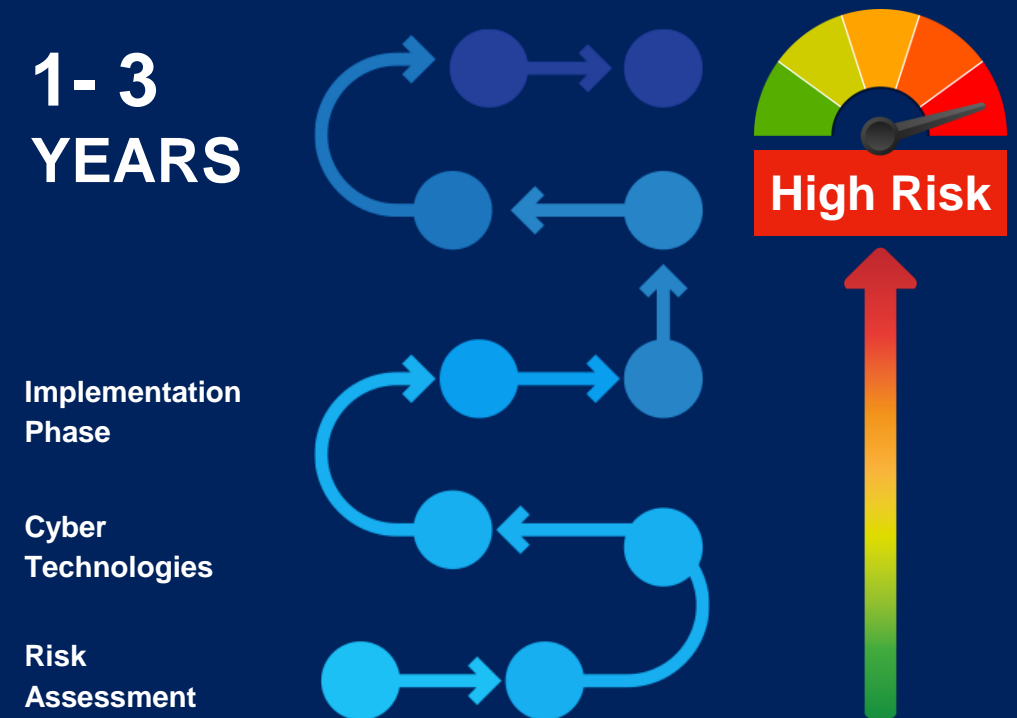 1- 3
YEARS
High Risk
Implementation
Phase
Cyber
Technologies
Risk
Assessment